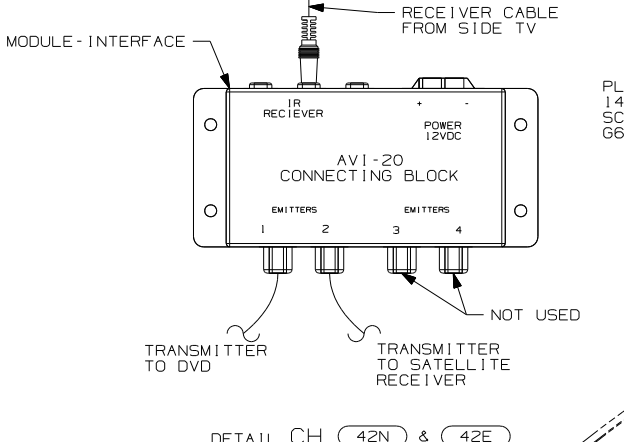 RECEIVER CABLE
FROM SIDE TV
MODULE-INTERFACE
PL
14
SC
G6
IR
RECIEVER
+ -
POWER
12VDC
AVI-20
CONNECTING BLOCK
EMITTERS EMITTERS
1 2 3 4
NOT USED
TRANSMITTER
TO DVD
TRANSMITTER
TO SATELLITE
RECEIVER
DETAIL CH 42N & 42E